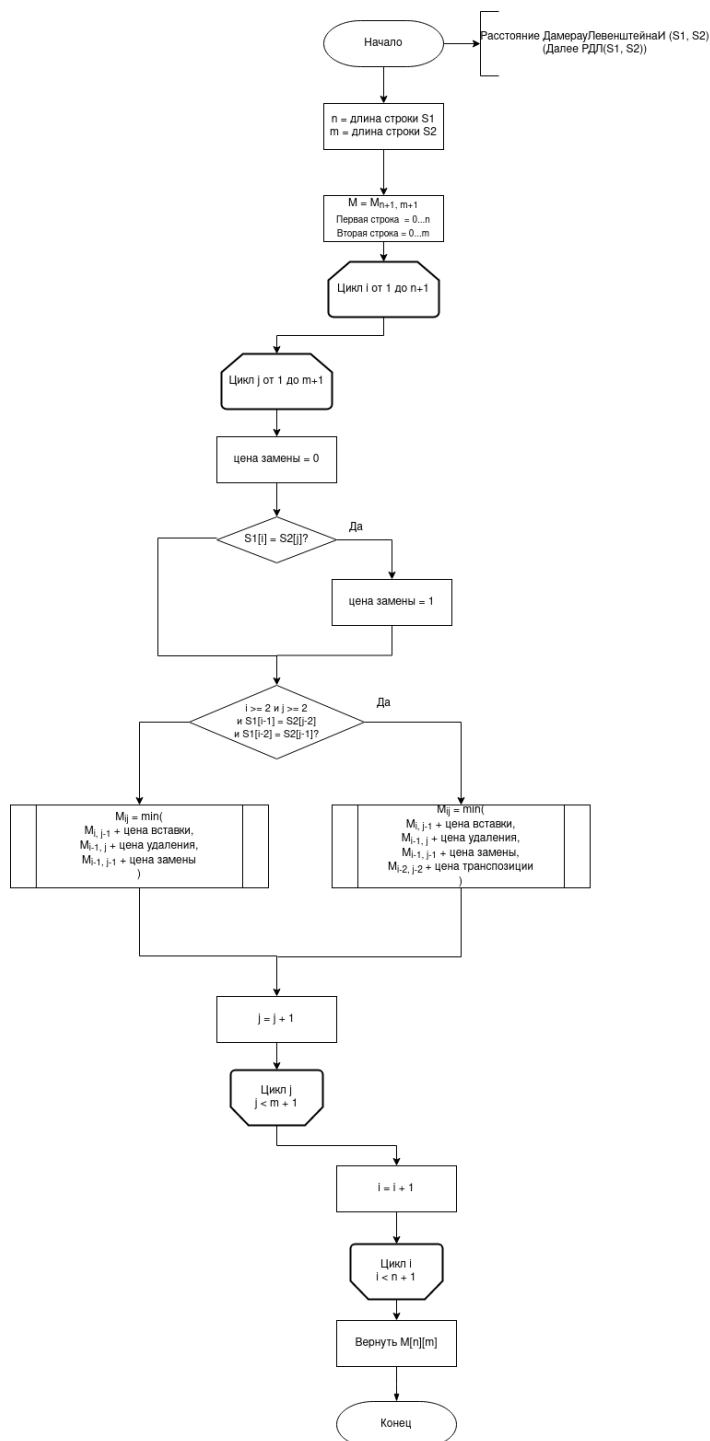 Начало
Расстояние ДамерауЛевенштейнаИ (S1, S2)
(Далее РДЛ(S1, S2))
n = длина строки S1
m = длина строки S2
M = Mn+1, m+1
Первая строка = 0...n
Вторая строка = 0...m
Цикл i от 1 до n+1
Цикл j от 1 до m+1
цена замены = 0
Да
S1[i] = S2[j]?
цена замены = 1
Да
i >= 2 и j >= 2
и S1[i-1] = S2[j-2]
и S1[i-2] = S2[j-1]?
Mij = min(
Mi, j-1 + цена вставки,
Mi-1, j + цена удаления,
Mi-1, j-1 + цена замены
)
Mij = min(
Mi, j-1 + цена вставки,
Mi-1, j + цена удаления,
Mi-1, j-1 + цена замены,
Mi-2, j-2 + цена транспозиции
)
j = j + 1
Цикл j
j < m + 1
i = i + 1
Цикл i
i < n + 1
Вернуть M[n][m]
Конец